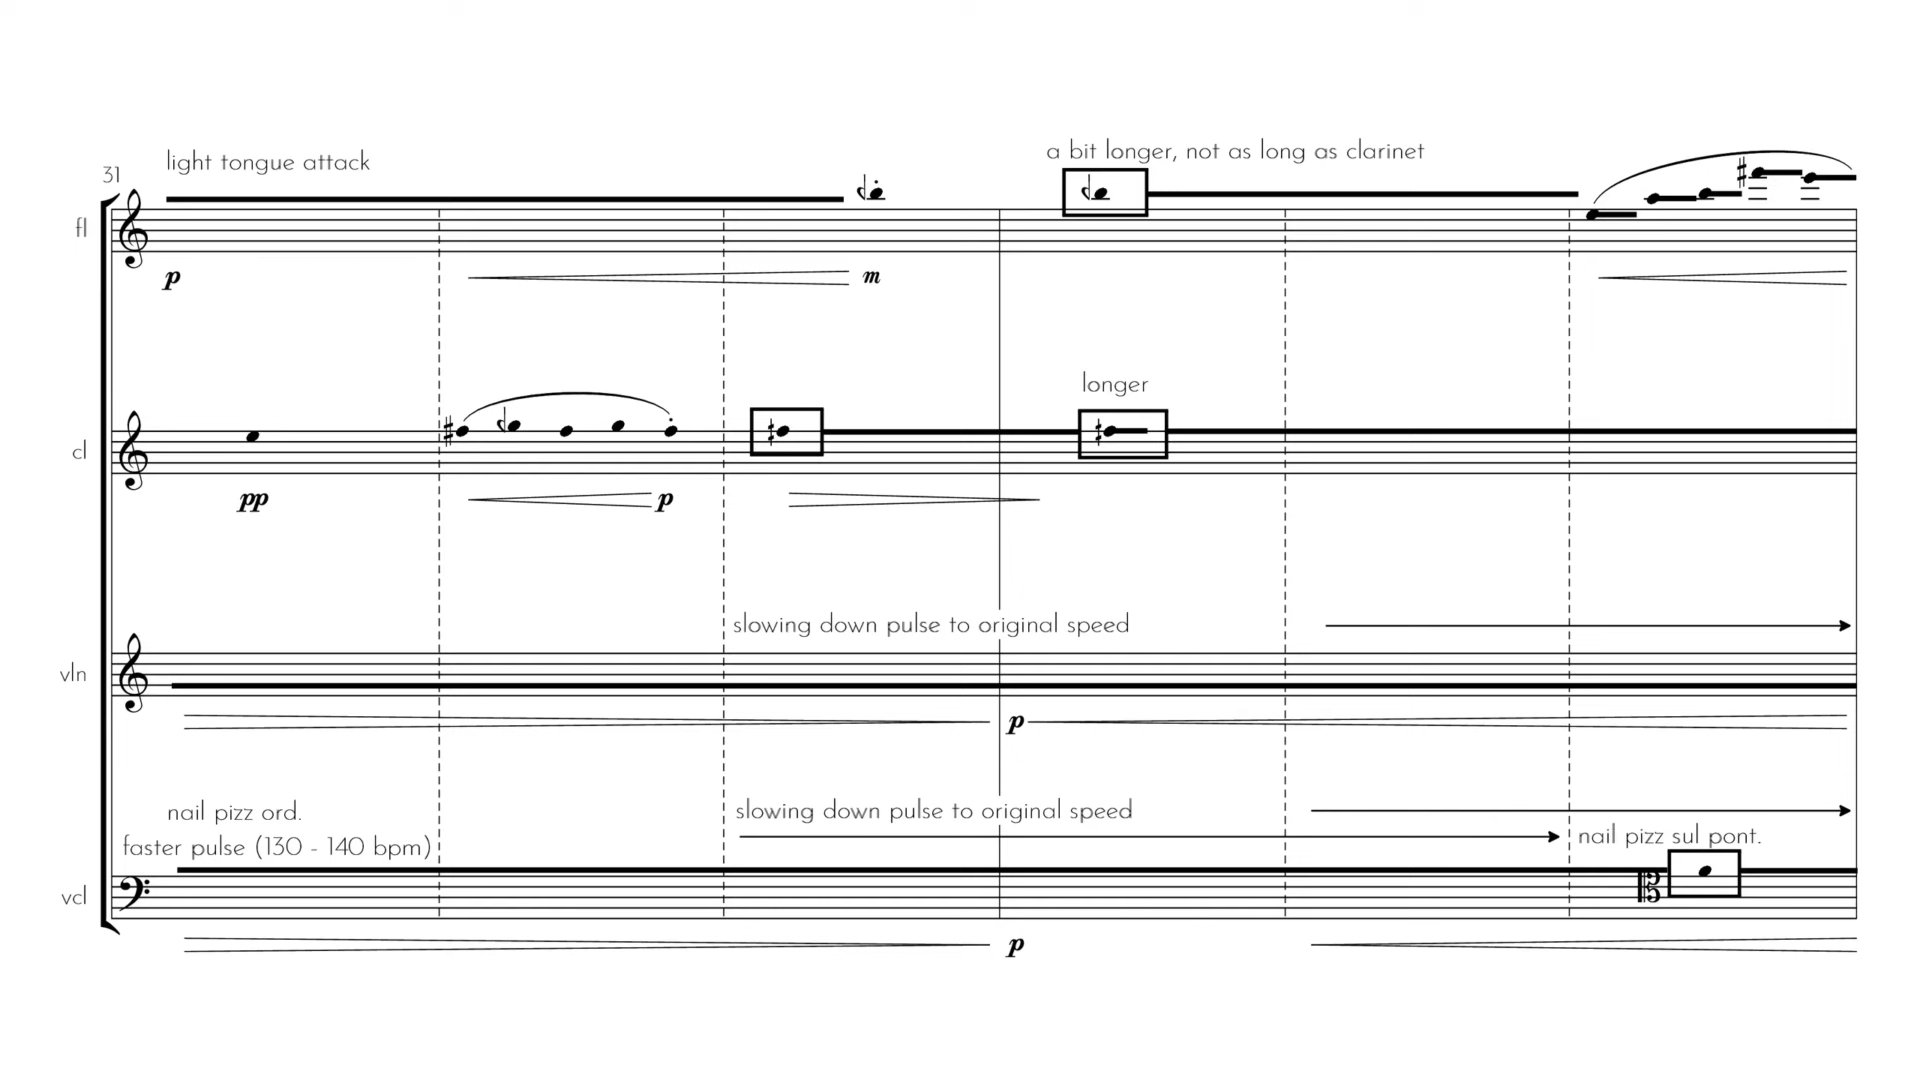 light tongue attack
a bit longer, not as long as clarinet
31
fl
p
m
longer
cl
pp
p
slowing down pulse to original speed
vln
p
nail pizz ord.
slowing down pulse to original speed
faster pulse (130 - 140 bpm)
nail pizz sul pont.
vcl
p